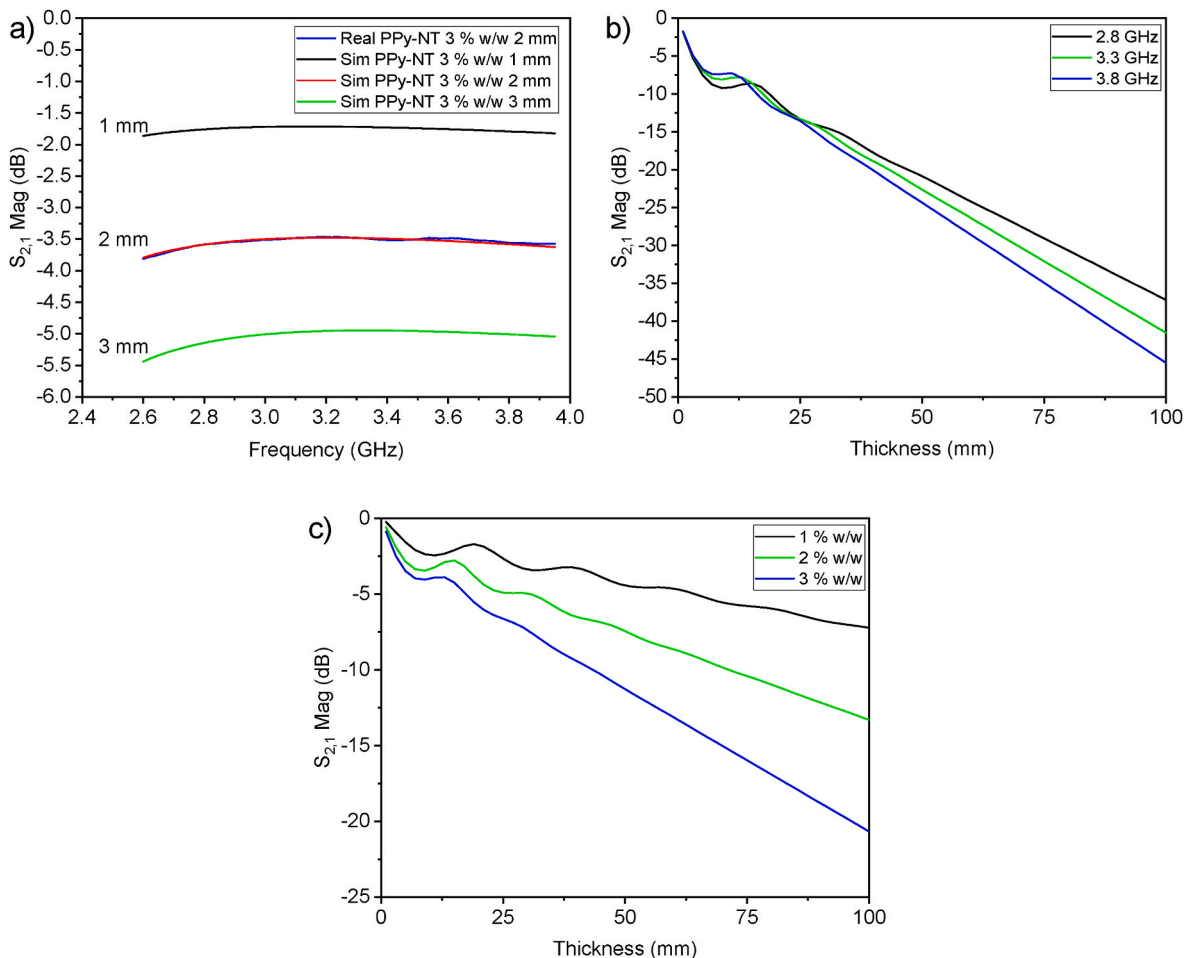 a)
Real PPy-NT 3 % w/w 2 mm
Sim PPy-NT 3 % w/w 1 mm
Sim PPy-NT 3 % w/w 2 mm
Sim PPy-NT 3 % w/w 3 mm
1 mm
2 mm
3 mm
0.0
-0.5
-1.0
-1.5
-2.0
-2.5
-3.0
-3.5
-4.0
-4.5
-5.0
-5.5
-6.0
S2,1 Mag (dB)
2.4 2.6 2.8 3.0 3.2 3.4 3.6 3.8 4.0
Frequency (GHz)
b)
2.8 GHz
3.3 GHz
3.8 GHz
0
-5
-10
-15
-20
-25
-30
-35
-40
-45
-50
S2,1 Mag (dB)
0 25 50 75 100
Thickness (mm)
c)
1 % w/w
2 % w/w
3 % w/w
0
-5
-10
-15
-20
-25
S2,1 Mag (dB)
0 25 50 75 100
Thickness (mm)